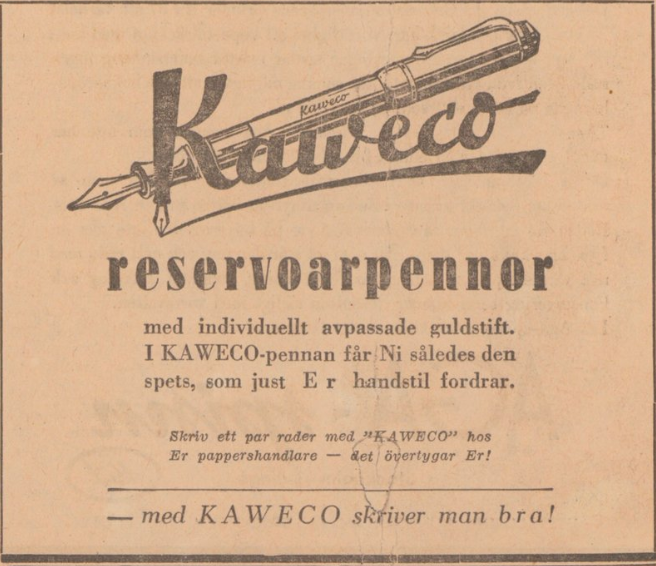 Kaweco
Kaweco
reservoarpennor
med individuellt avpassade guldstift.
I KAWECO-pennan får Ni således den
spets, som just E r handstil fordrar.
Skriv ett par rader med "KAWECO" hos
Er pappershandlare — det övertygar Er!
— med KAWECO skriver man bra!